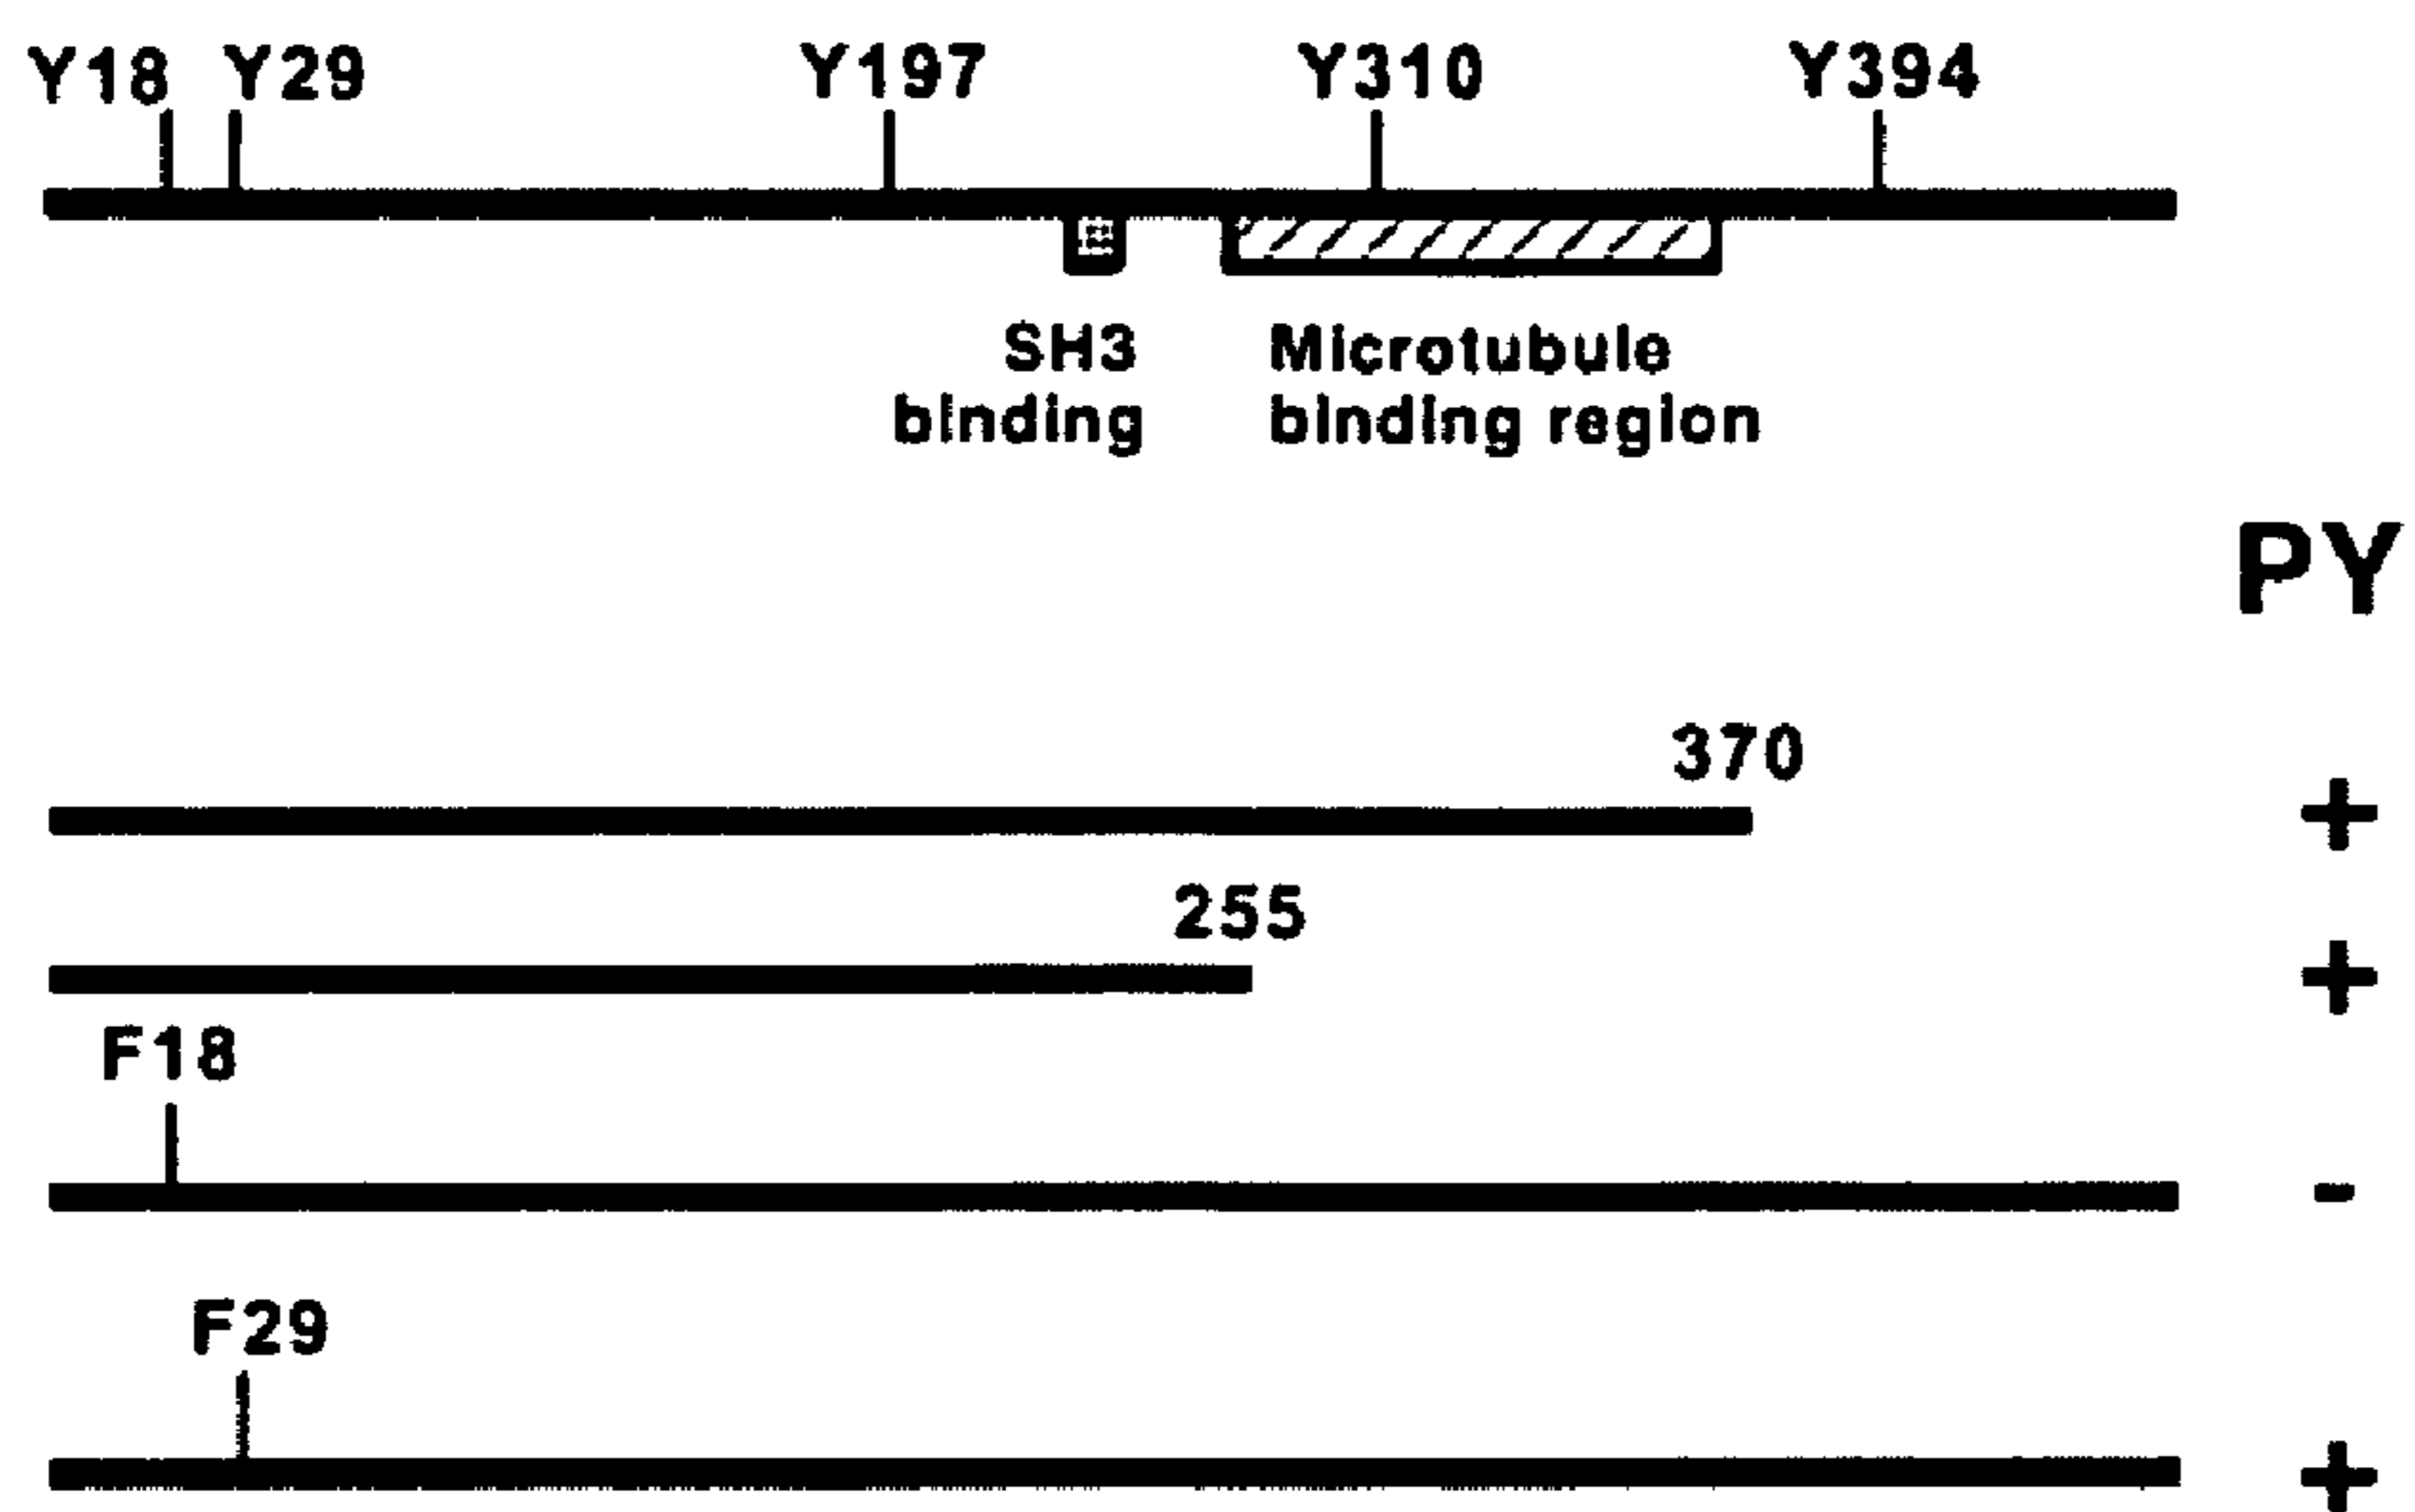 Y18 Y29 Y197 Y310 Y394
SH3 Microtubule
binding binding region
PY
370
+
255
+
F18
-
F29
+